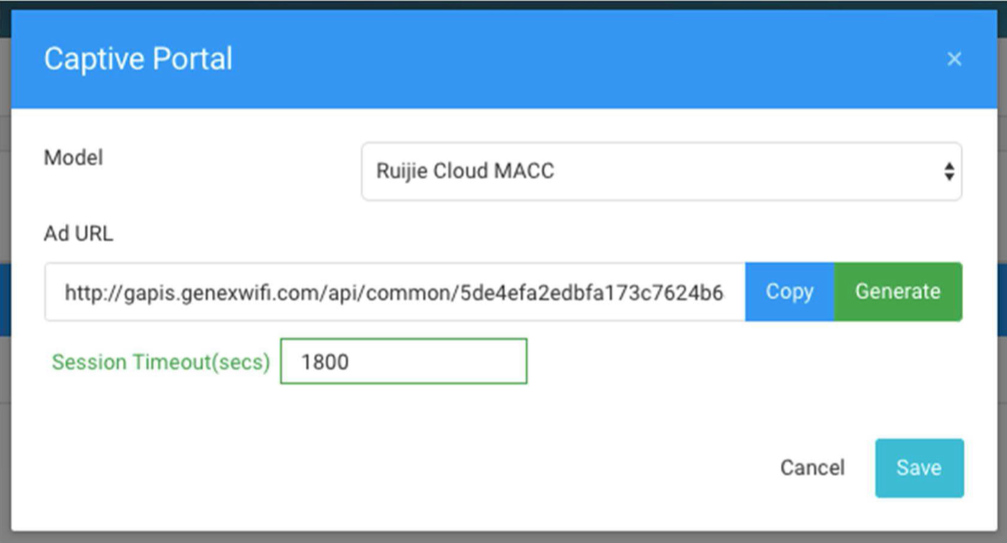 Captive Portal ×
Model Ruijie Cloud MACC
Ad URL
http://gapis.genexwifi.com/api/common/5de4efa2edbfa173c7624b6 Copy Generate
Session Timeout(secs) 1800
Cancel Save